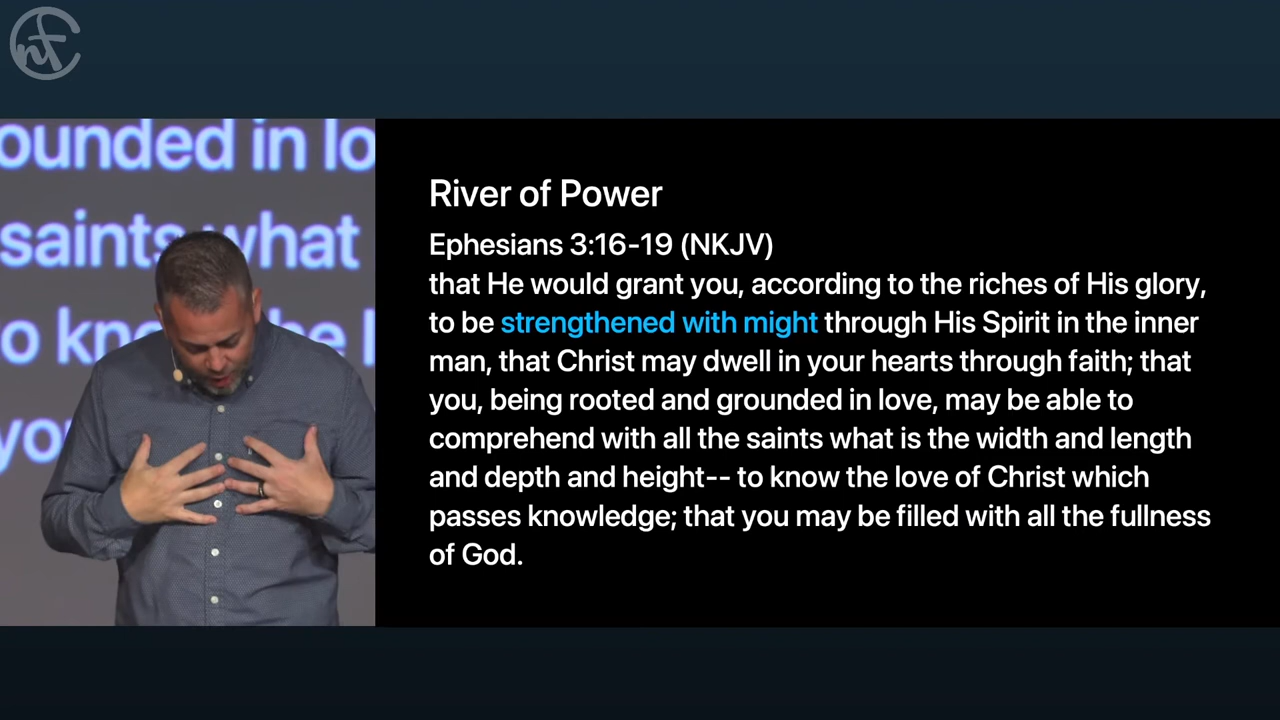 ounded in lo
saints what
o kno he l
you
River of Power
Ephesians 3:16-19 (NKJV)
that He would grant you, according to the riches of His glory,
to be strengthened with might through His Spirit in the inner
man, that Christ may dwell in your hearts through faith; that
you, being rooted and grounded in love, may be able to
comprehend with all the saints what is the width and length
and depth and height-- to know the love of Christ which
passes knowledge; that you may be filled with all the fullness
of God.